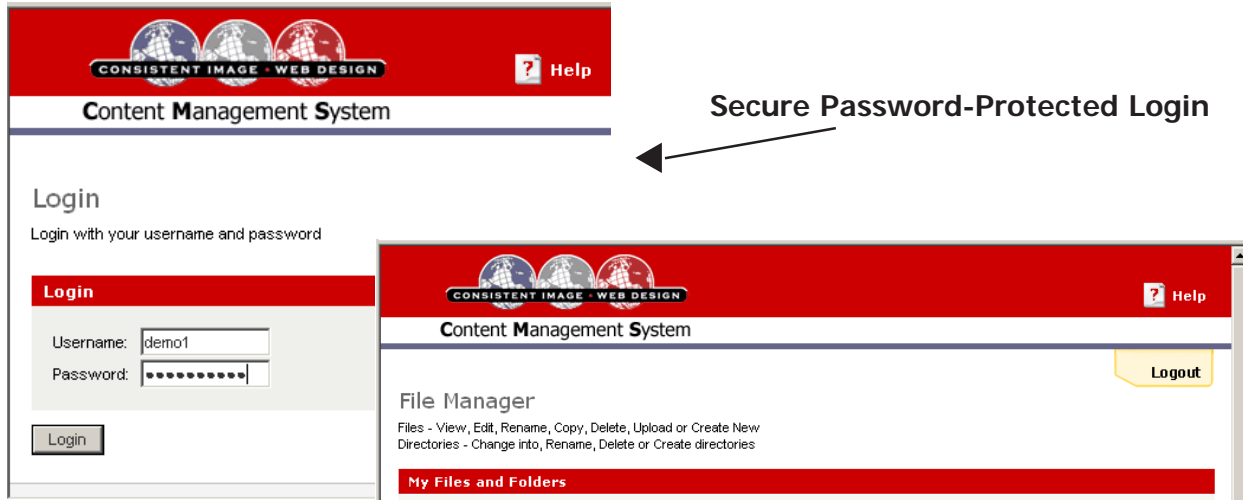 CONSISTENT IMAGE • WEB DESIGN
? Help
Content Management System
Secure Password-Protected Login
Login
Login with your username and password
Login
Username: demo1
Password: ●●●●●●●●●●
Login
CONSISTENT IMAGE • WEB DESIGN
? Help
Content Management System
Logout
File Manager
Files - View, Edit, Rename, Copy, Delete, Upload or Create New
Directories - Change into, Rename, Delete or Create directories
My Files and Folders